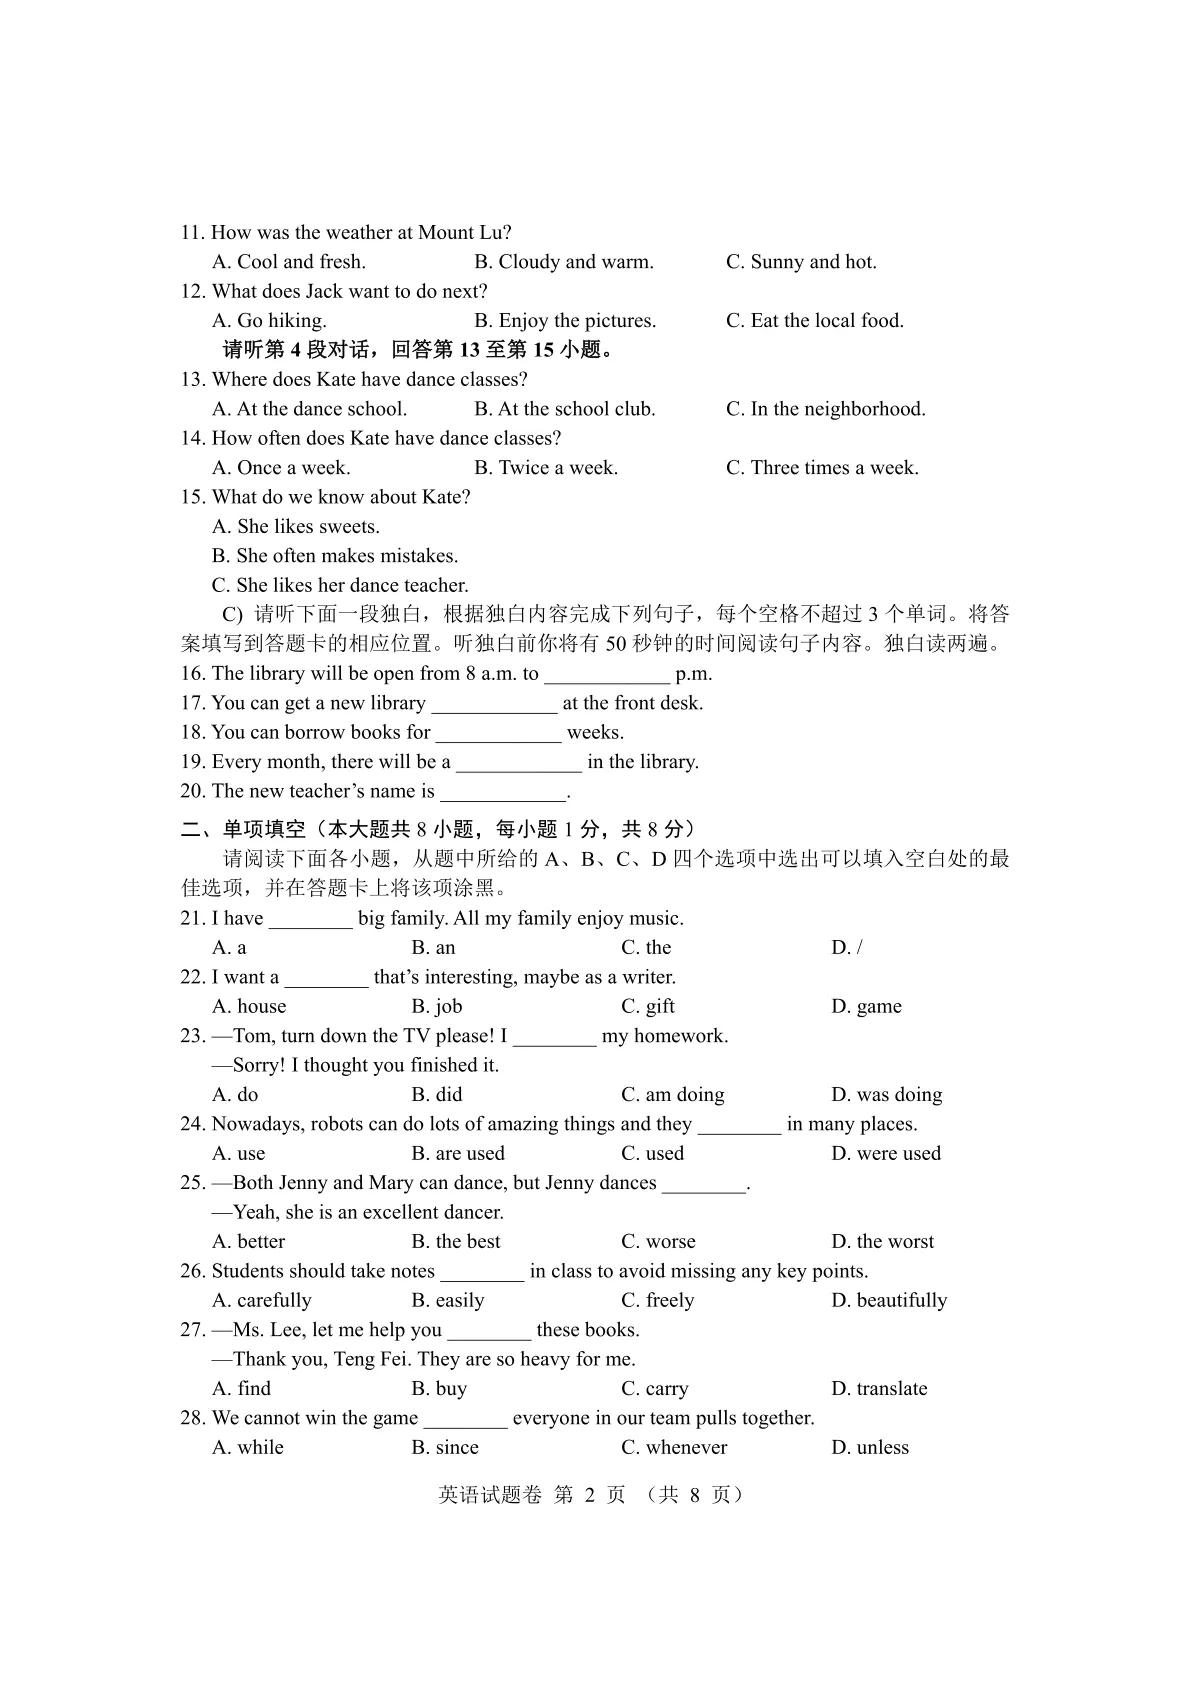 11. How was the weather at Mount Lu?
A. Cool and fresh. B. Cloudy and warm. C. Sunny and hot.
12. What does Jack want to do next?
A. Go hiking. B. Enjoy the pictures. C. Eat the local food.
请听第 4 段对话，回答第 13 至第 15 小题。
13. Where does Kate have dance classes?
A. At the dance school. B. At the school club. C. In the neighborhood.
14. How often does Kate have dance classes?
A. Once a week. B. Twice a week. C. Three times a week.
15. What do we know about Kate?
A. She likes sweets.
B. She often makes mistakes.
C. She likes her dance teacher.
C) 请听下面一段独白，根据独白内容完成下列句子，每个空格不超过 3 个单词。将答
案填写到答题卡的相应位置。听独白前你将有 50 秒钟的时间阅读句子内容。独白读两遍。
16. The library will be open from 8 a.m. to ____________ p.m.
17. You can get a new library ____________ at the front desk.
18. You can borrow books for ____________ weeks.
19. Every month, there will be a ____________ in the library.
20. The new teacher’s name is ____________.
二、单项填空（本大题共 8 小题，每小题 1 分，共 8 分）
请阅读下面各小题，从题中所给的 A、B、C、D 四个选项中选出可以填入空白处的最
佳选项，并在答题卡上将该项涂黑。
21. I have ________ big family. All my family enjoy music.
A. a B. an C. the D. /
22. I want a ________ that’s interesting, maybe as a writer.
A. house B. job C. gift D. game
23. —Tom, turn down the TV please! I ________ my homework.
—Sorry! I thought you finished it.
A. do B. did C. am doing D. was doing
24. Nowadays, robots can do lots of amazing things and they ________ in many places.
A. use B. are used C. used D. were used
25. —Both Jenny and Mary can dance, but Jenny dances ________.
—Yeah, she is an excellent dancer.
A. better B. the best C. worse D. the worst
26. Students should take notes ________ in class to avoid missing any key points.
A. carefully B. easily C. freely D. beautifully
27. —Ms. Lee, let me help you ________ these books.
—Thank you, Teng Fei. They are so heavy for me.
A. find B. buy C. carry D. translate
28. We cannot win the game ________ everyone in our team pulls together.
A. while B. since C. whenever D. unless
英语试题卷 第 2 页 （共 8 页）